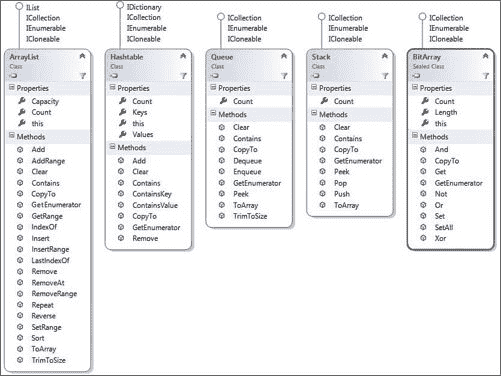 IList
ICollection
IEnumerable
ICloneable
ArrayList
Class
Properties
Capacity
Count
this
Methods
Add
AddRange
Clear
Contains
CopyTo
GetEnumerator
GetRange
IndexOf
Insert
InsertRange
LastIndexOf
Remove
RemoveAt
RemoveRange
Repeat
Reverse
SetRange
Sort
ToArray
TrimToSize
IDictionary
ICollection
IEnumerable
ICloneable
Hashtable
Class
Properties
Count
Keys
this
Values
Methods
Add
Clear
Contains
ContainsKey
ContainsValue
CopyTo
GetEnumerator
Remove
ICollection
IEnumerable
ICloneable
Queue
Class
Properties
Count
Methods
Clear
Contains
CopyTo
Dequeue
Enqueue
GetEnumerator
Peek
ToArray
TrimToSize
ICollection
IEnumerable
ICloneable
Stack
Class
Properties
Count
Methods
Clear
Contains
CopyTo
GetEnumerator
Peek
Pop
Push
ToArray
ICollection
IEnumerable
ICloneable
BitArray
Sealed Class
Properties
Count
Length
this
Methods
And
CopyTo
Get
GetEnumerator
Not
Or
Set
SetAll
Xor